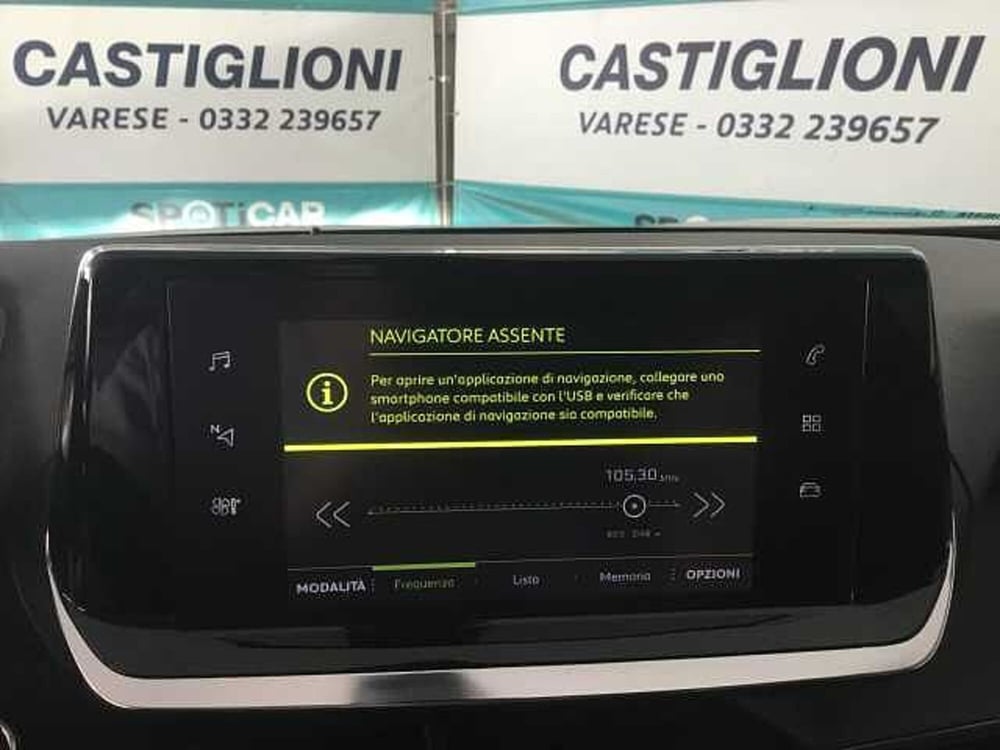 CASTIGLIONI
VARESE - 0332 239657
CASTIGLIONI
VARESE - 0332 239657
SPOTiCAR
NAVIGATORE ASSENTE
Per aprire un'applicazione di navigazione, collegare uno
smartphone compatibile con l'USB e verificare che
l'applicazione di navigazione sia compatibile.
N
105.30 MHz
MODALITÀ
Frequenza
Lista
Memoria
OPZIONI